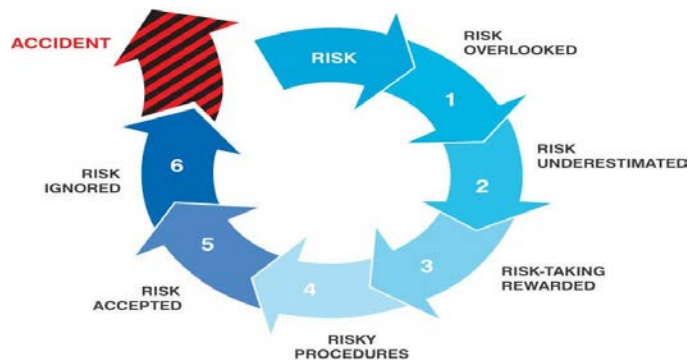 RISK
1
RISK
OVERLOOKED
2
RISK
UNDERESTIMATED
3
RISK-TAKING
REWARDED
4
RISKY
PROCEDURES
5
RISK
ACCEPTED
6
RISK
IGNORED
ACCIDENT